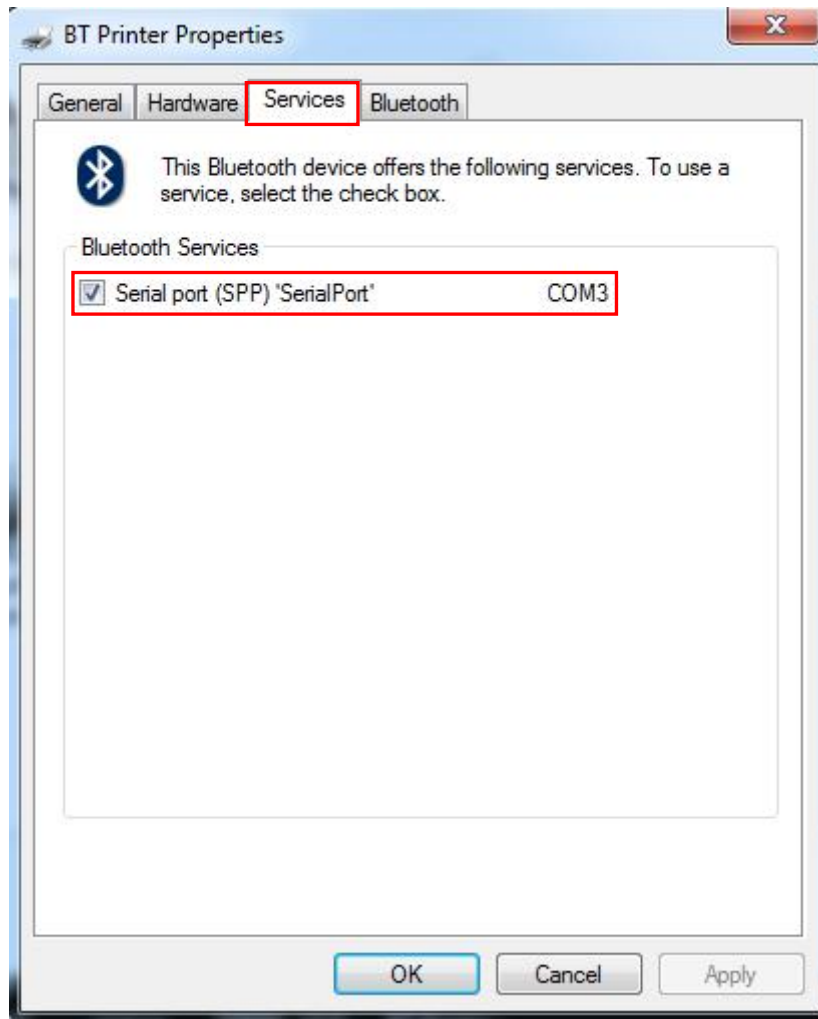 BT Printer Properties
General Hardware Services Bluetooth
This Bluetooth device offers the following services. To use a
service, select the check box.
Bluetooth Services
Serial port (SPP) 'SerialPort' COM3
OK Cancel Apply